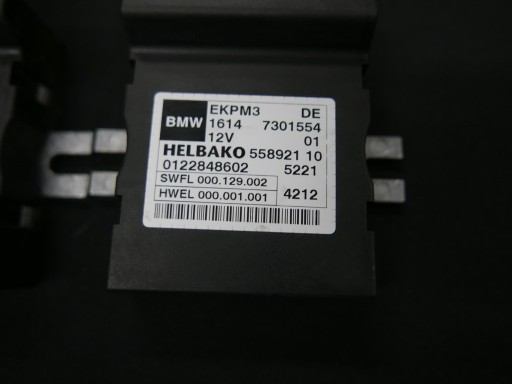 BMW EKPM3 DE
1614 7301554
12V 01
HELBAKO 558921 10
0122848602 5221
SWFL 000.129.002
HWEL 000.001.001 4212